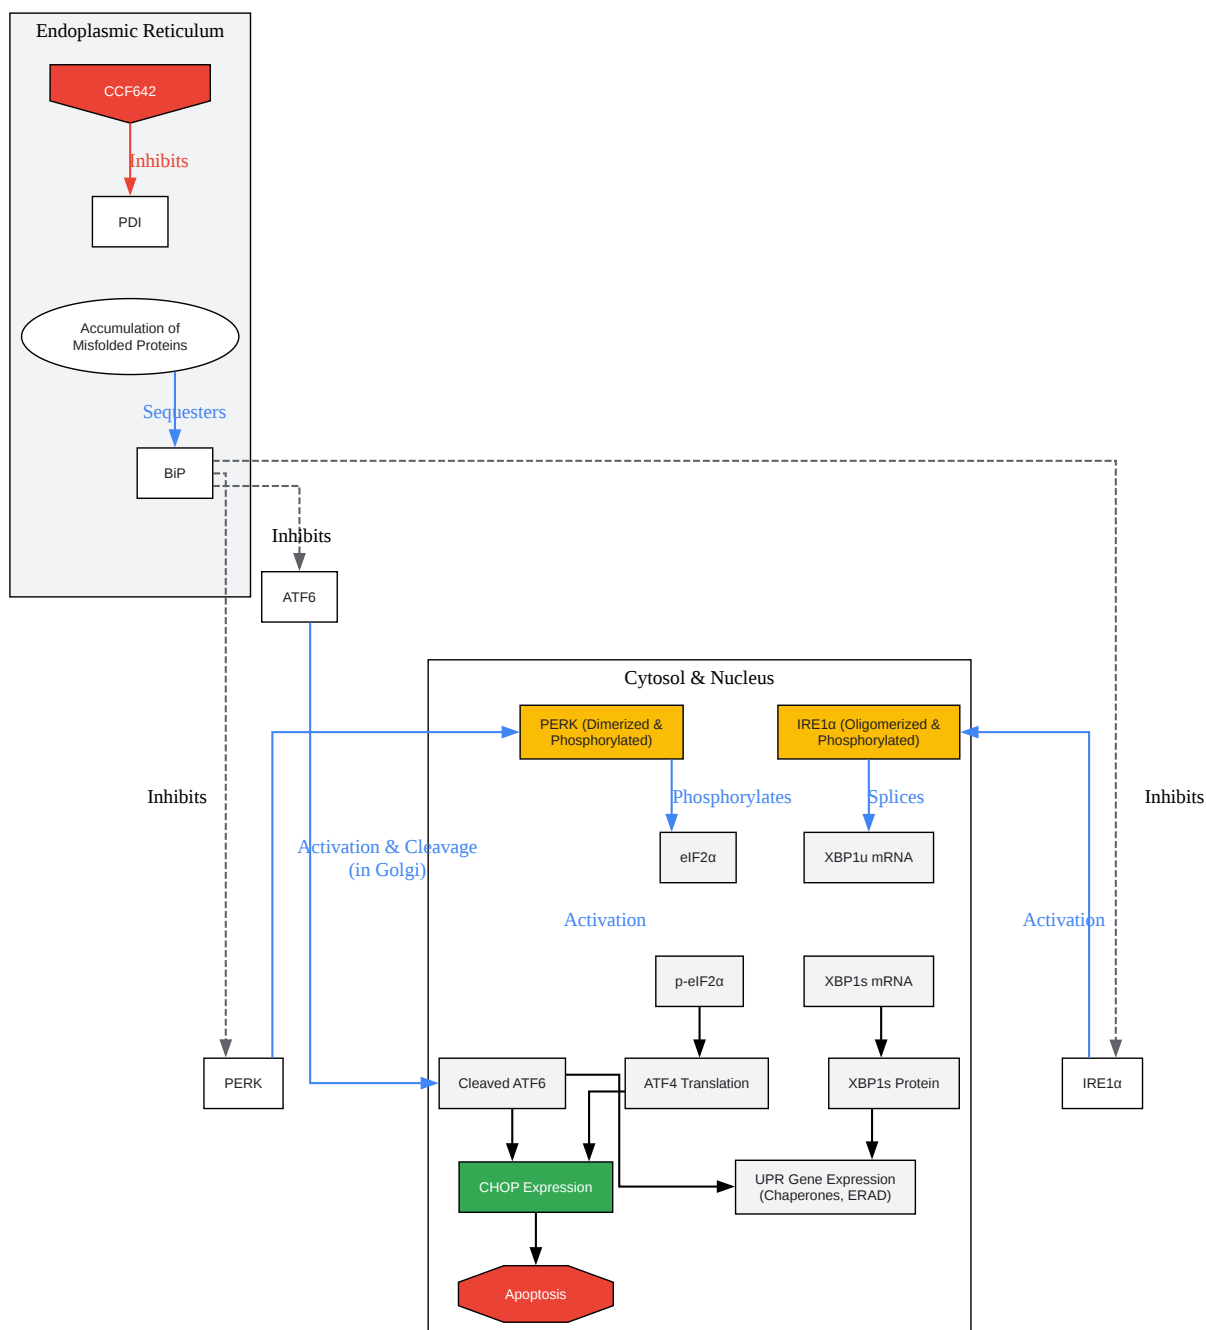 Endoplasmic Reticulum
CCF642
Inhibits
PDI
Accumulation of
Misfolded Proteins
Sequesters
BiP
Inhibits
ATF6
Cytosol & Nucleus
PERK (Dimerized &
Phosphorylated)
IRE1α (Oligomerized &
Phosphorylated)
Inhibits
Phosphorylates
Splices
Inhibits
Activation & Cleavage
(in Golgi)
eIF2α
XBP1u mRNA
Activation
Activation
p-eIF2α
XBP1s mRNA
PERK
Cleaved ATF6
ATF4 Translation
XBP1s Protein
IRE1α
CHOP Expression
UPR Gene Expression
(Chaperones, ERAD)
Apoptosis